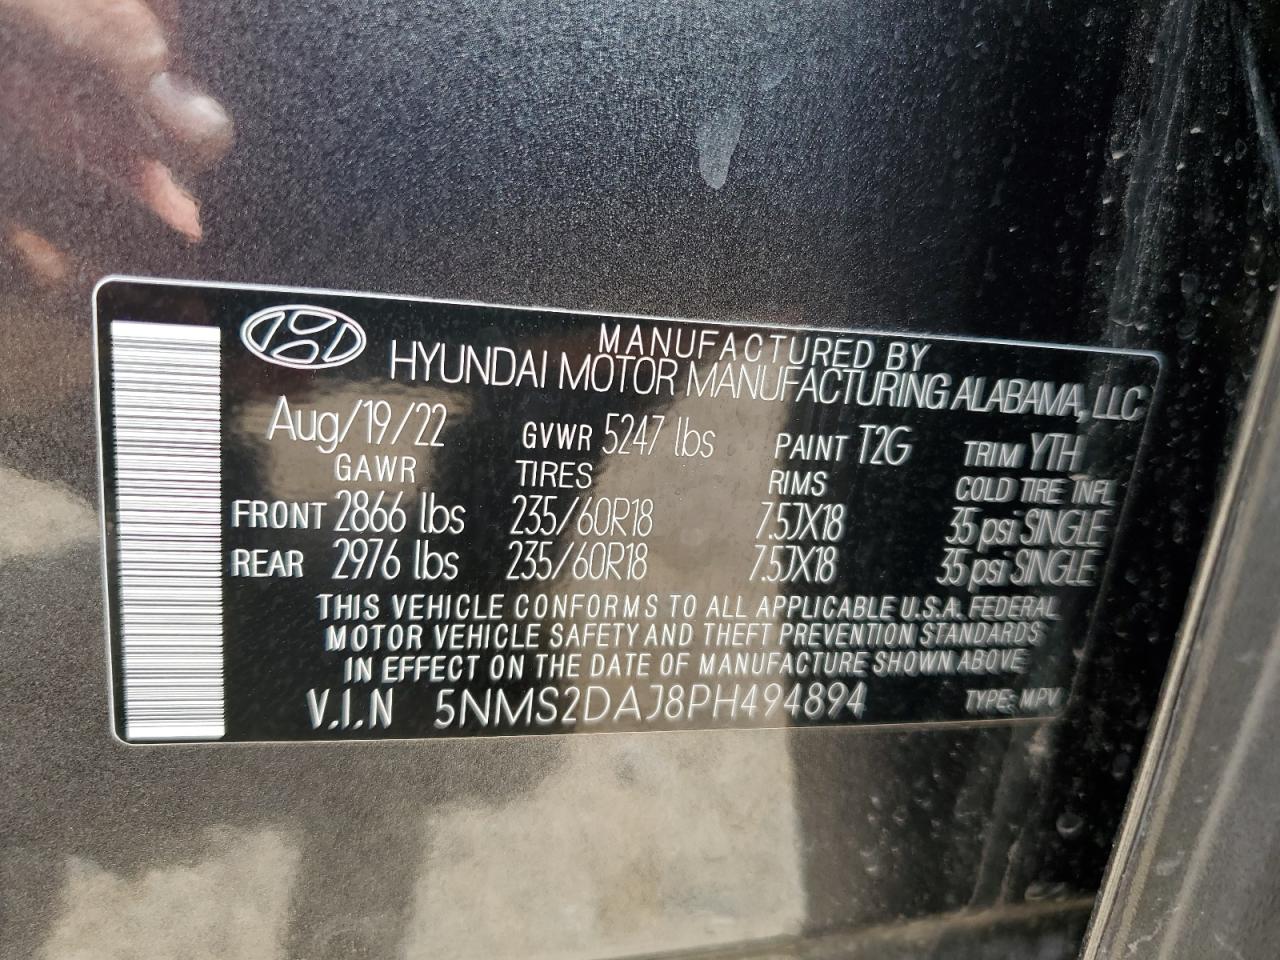 MANUFACTURED BY
HYUNDAI MOTOR MANUFACTURING ALABAMA, LLC
Aug/19/22 GVWR 5247 lbs PAINT T2G TRIM YTH
GAWR TIRES RIMS COLD TIRE INFL
FRONT 2866 lbs 235/60R18 7.5JX18 35 psi SINGLE
REAR 2976 lbs 235/60R18 7.5JX18 35 psi SINGLE
THIS VEHICLE CONFORMS TO ALL APPLICABLE U.S.A. FEDERAL
MOTOR VEHICLE SAFETY AND THEFT PREVENTION STANDARDS
IN EFFECT ON THE DATE OF MANUFACTURE SHOWN ABOVE
V.I.N 5NMS2DAJ8PH494894 TYPE: MPV